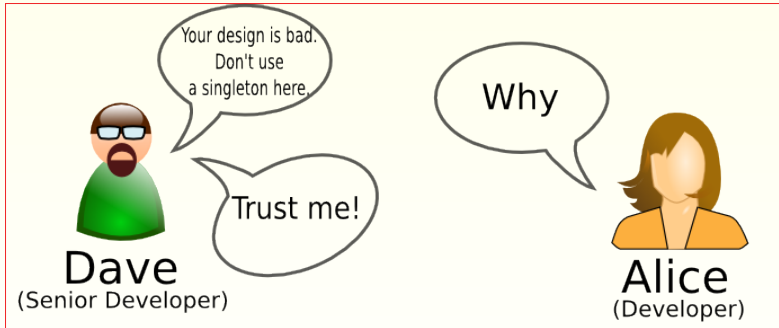 Your design is bad.
Don't use
a singleton here.
Why
Trust me!
Dave
(Senior Developer)
Alice
(Developer)